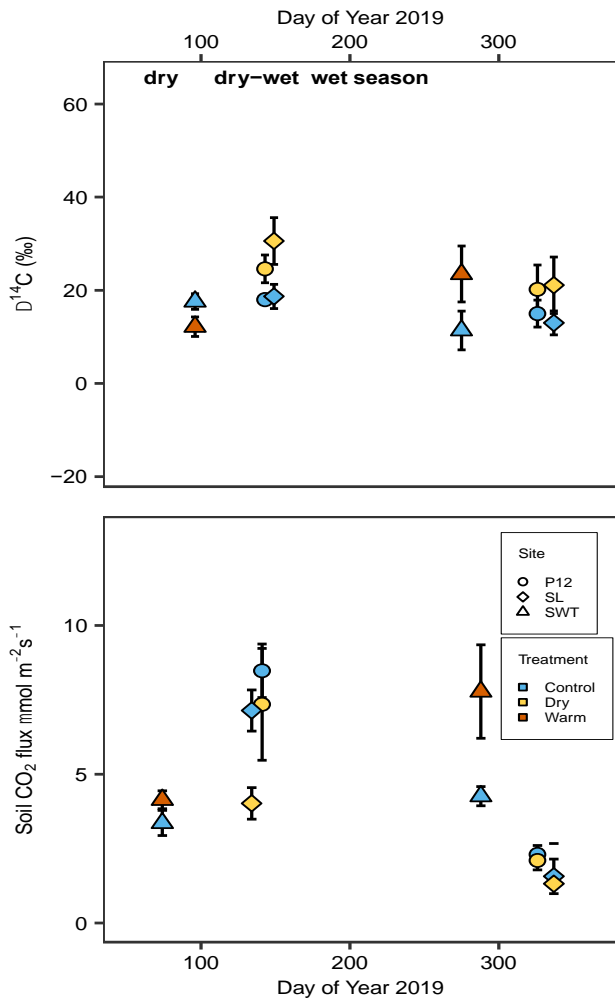 Day of Year 2019
100 200 300
dry dry−wet wet season
60
40
20
0
−20
D¹⁴C (‰)
Site
P12
SL
SWT
Treatment
Control
Dry
Warm
10
5
0
Soil CO₂ flux mmol m⁻²s⁻¹
100 200 300
Day of Year 2019